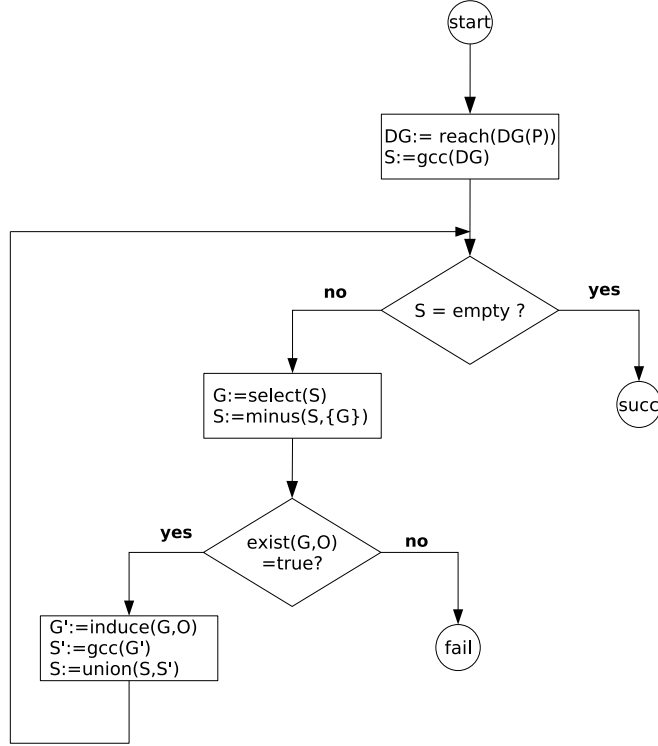 start
DG:= reach(DG(P))
S:=gcc(DG)
no
yes
S = empty ?
G:=select(S)
S:=minus(S,{G})
succ
yes
no
exist(G,O)
=true?
G':=induce(G,O)
S':=gcc(G')
S:=union(S,S')
fail